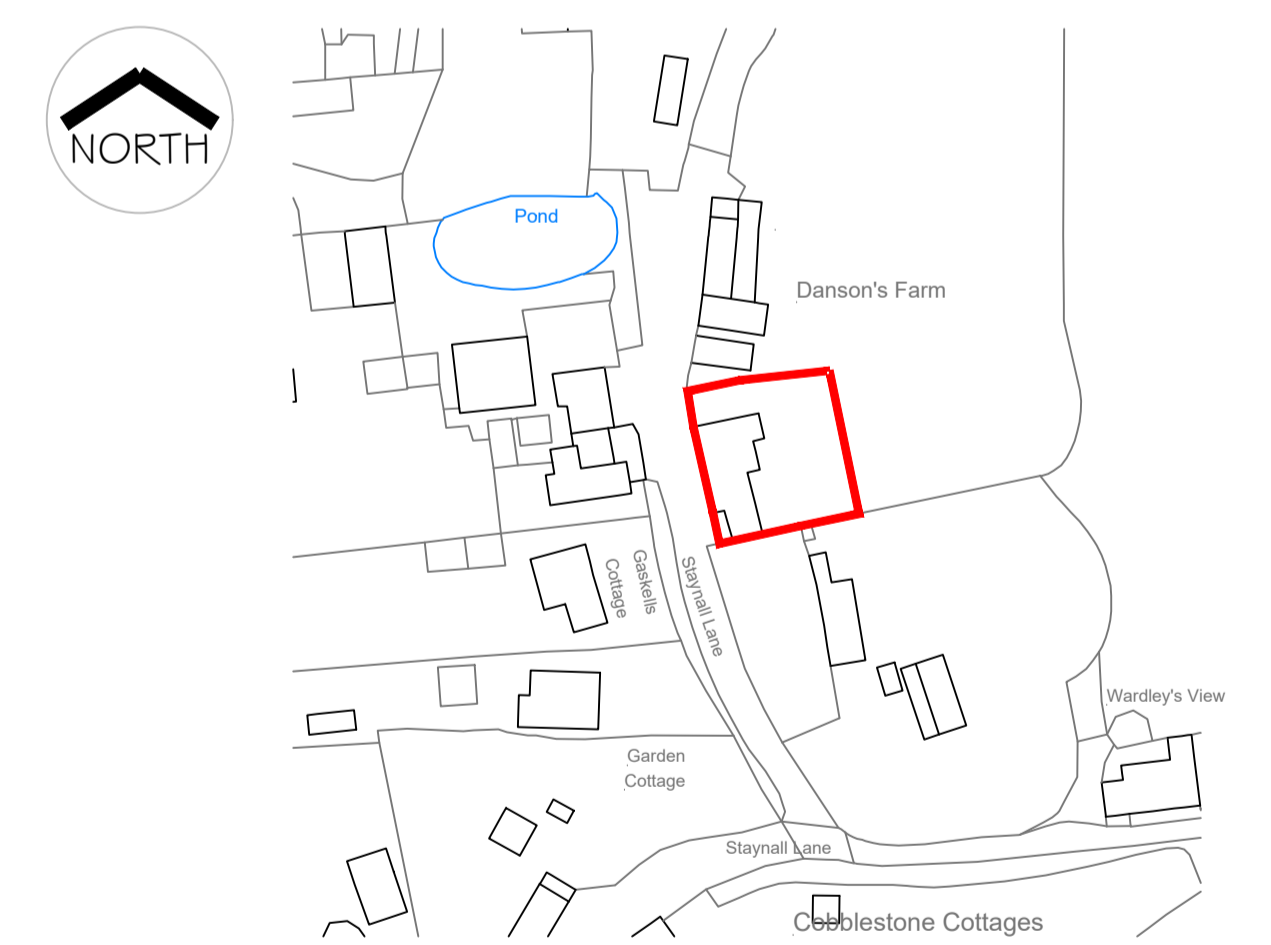 NORTH
Pond
Danson's Farm
Gaskells
Cottage
Staynall Lane
Wardley's View
Garden
Cottage
Staynall Lane
Cobblestone Cottages